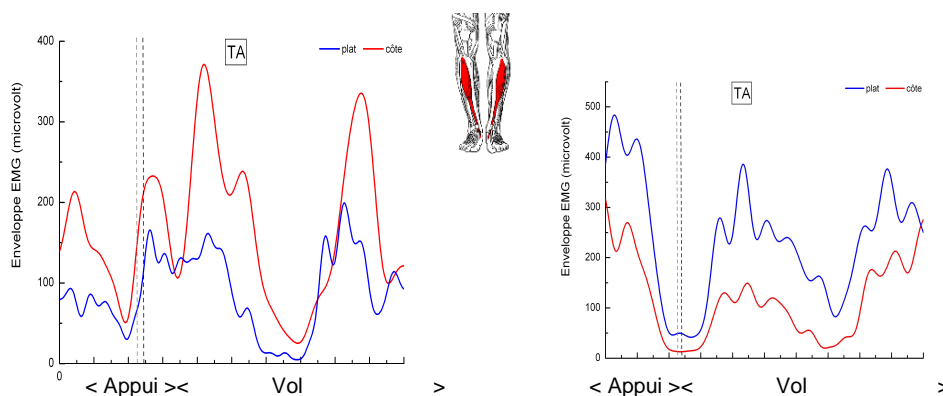 400
300
200
100
0
0
Enveloppe EMG (microvolt)
TA
plat
côte
< Appui ><
Vol
>
500
400
300
200
100
0
Enveloppe EMG (microvolt)
TA
plat
côte
< Appui ><
Vol
>